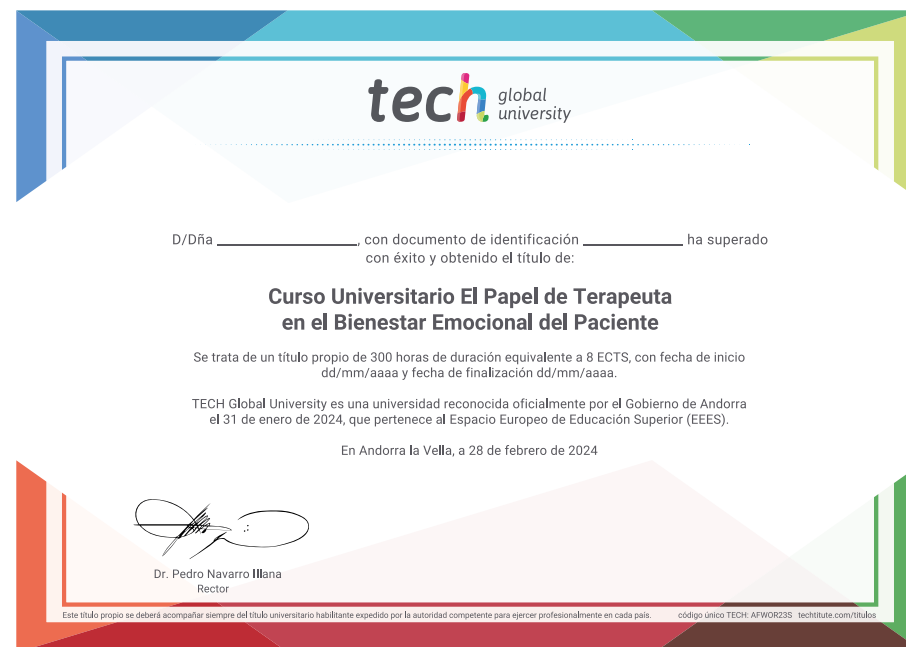 tech global university
D/Dña ____________________, con documento de identificación ______________ ha superado
con éxito y obtenido el título de:
Curso Universitario El Papel de Terapeuta
en el Bienestar Emocional del Paciente
Se trata de un título propio de 300 horas de duración equivalente a 8 ECTS, con fecha de inicio
dd/mm/aaaa y fecha de finalización dd/mm/aaaa.
TECH Global University es una universidad reconocida oficialmente por el Gobierno de Andorra
el 31 de enero de 2024, que pertenece al Espacio Europeo de Educación Superior (EEES).
En Andorra la Vella, a 28 de febrero de 2024
Dr. Pedro Navarro Illana
Rector
Este título propio se deberá acompañar siempre del título universitario habilitante expedido por la autoridad competente para ejercer profesionalmente en cada país. código único TECH: AFWOR23S techtitute.com/titulos